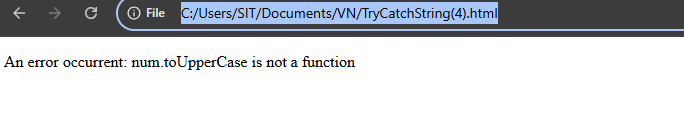 File C:/Users/SIT/Documents/VN/TryCatchString(4).html
An error occurrent: num.toUpperCase is not a function